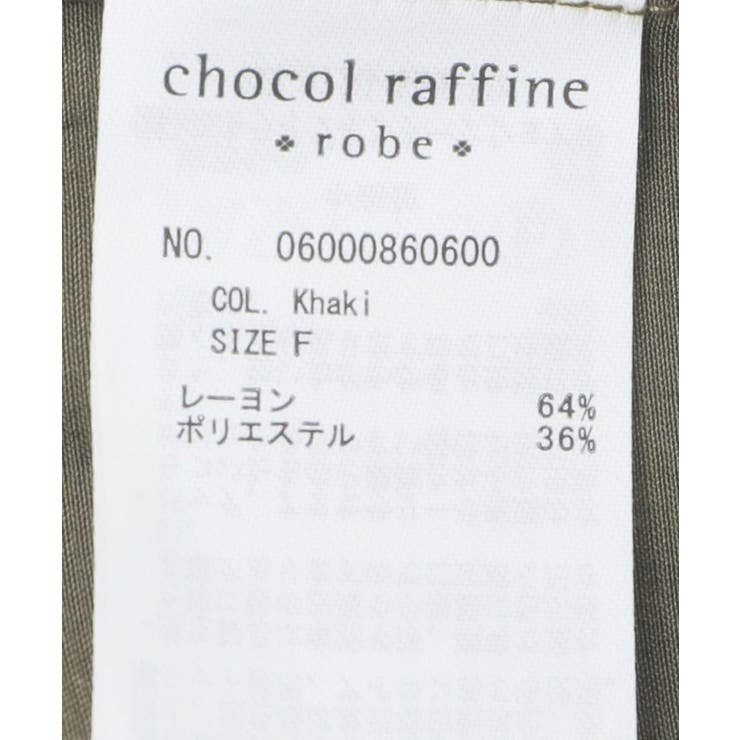 chocol raffine
robe
NO. 06000860600
COL. Khaki
SIZE F
レーヨン 64%
ポリエステル 36%